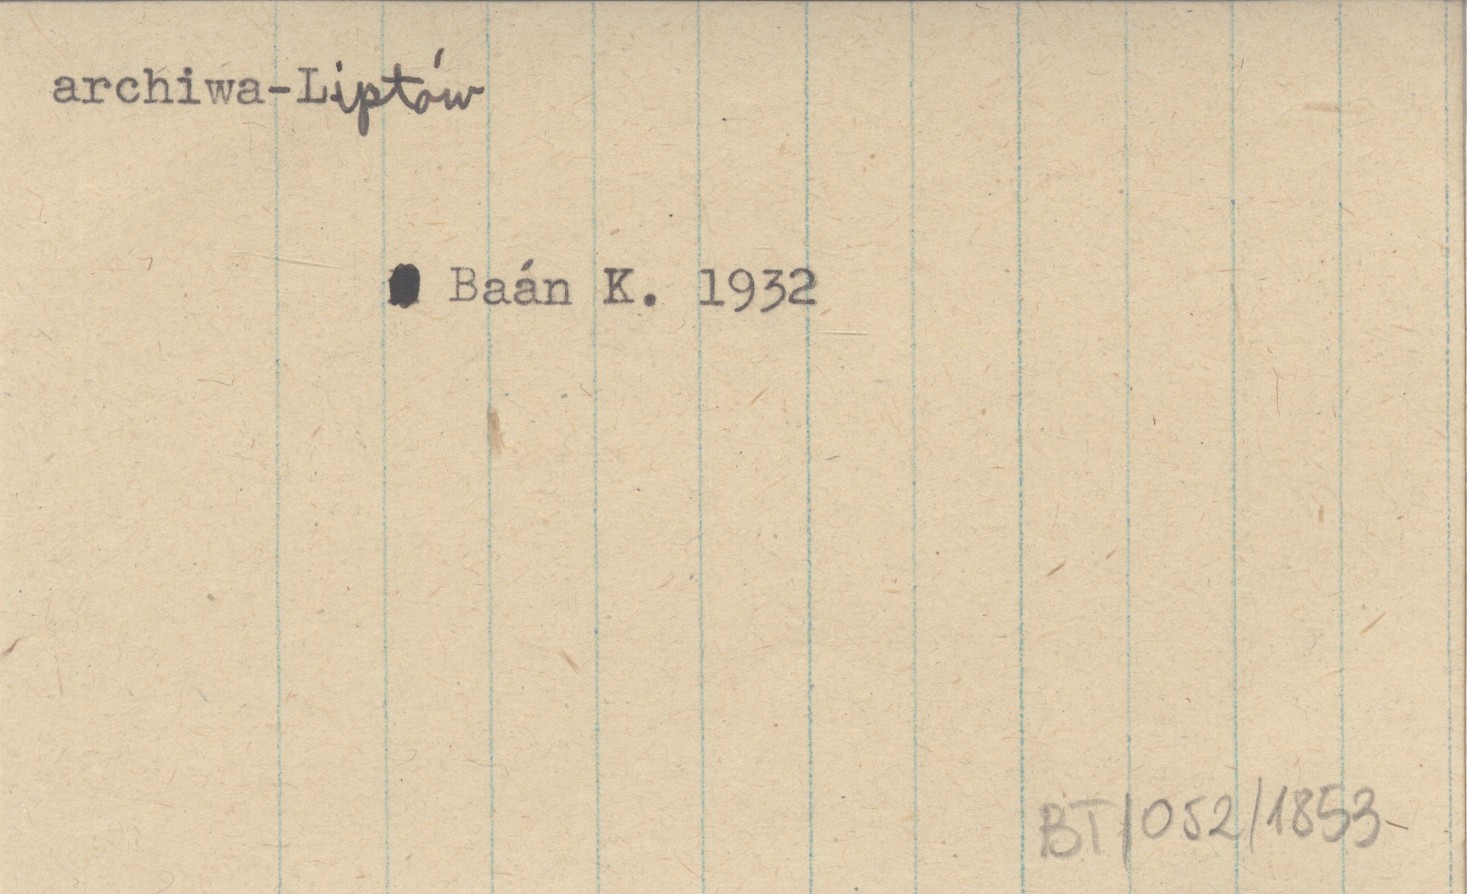 archiwa-Liptów
Baán K. 1932
BT/052/1853